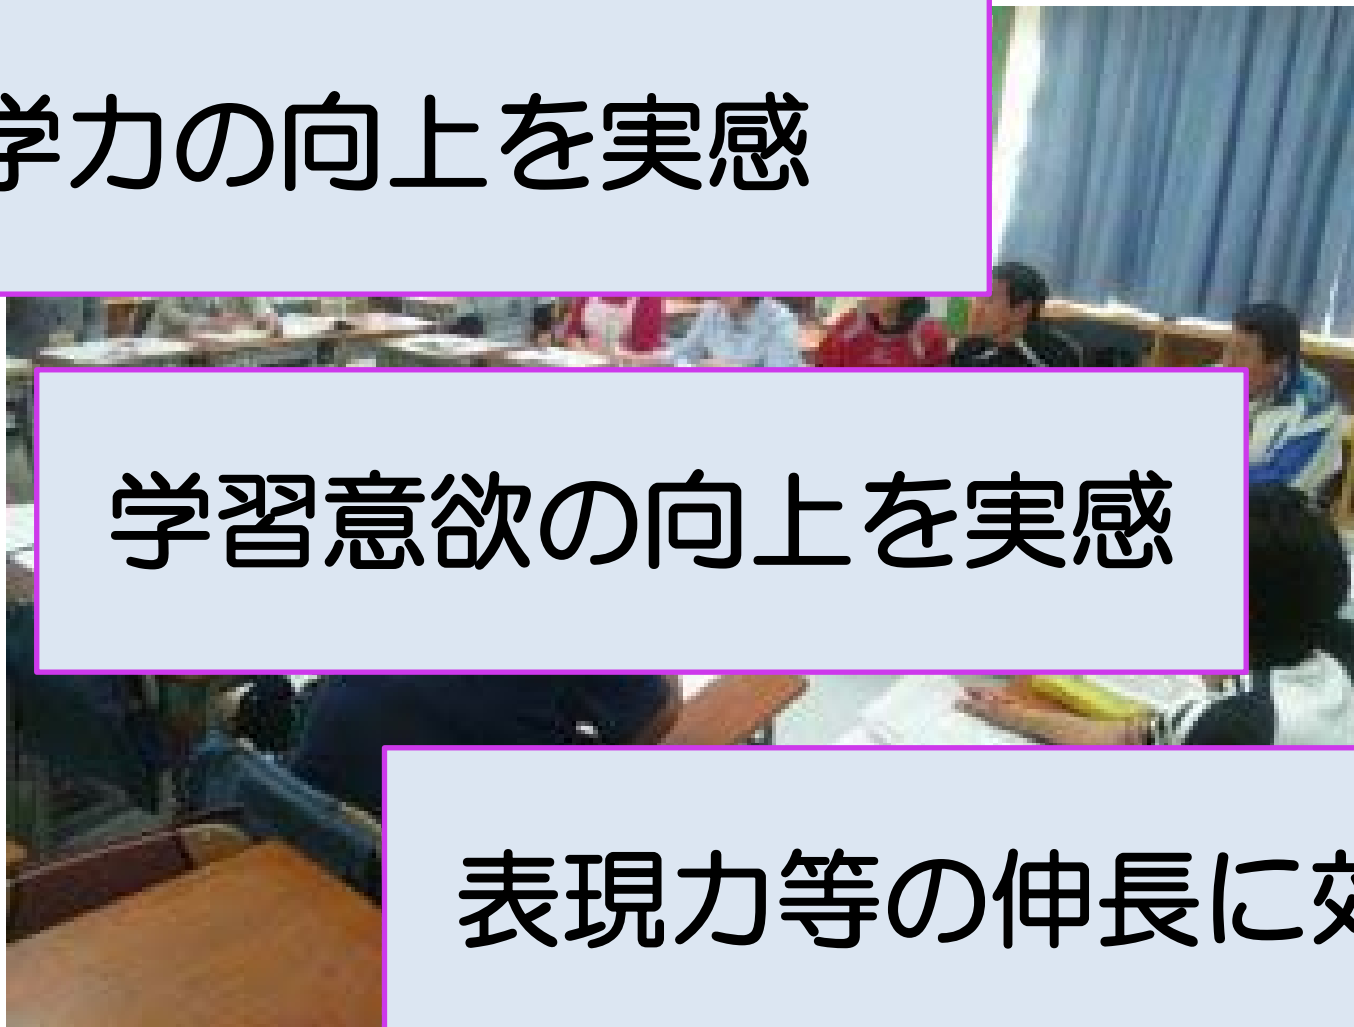 学力の向上を実感
学習意欲の向上を実感
表現力等の伸長に